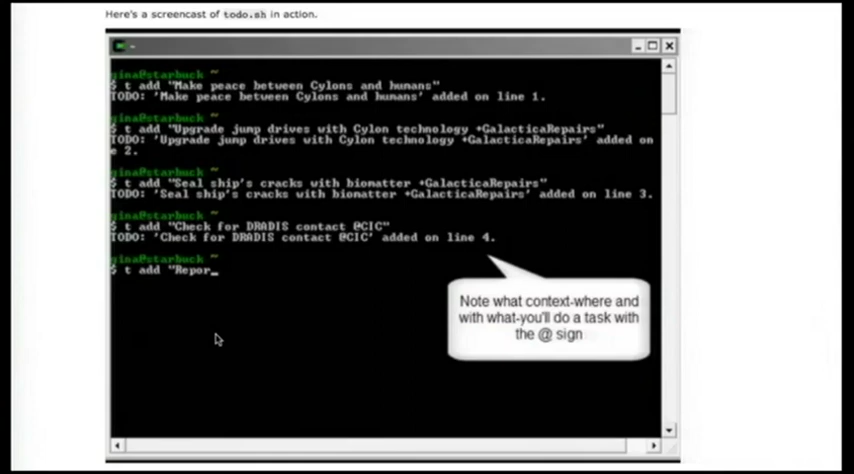 Here's a screencast of todo.sh in action.
~
gina@starbuck ~
$ t add "Make peace between Cylons and humans"
TODO: 'Make peace between Cylons and humans' added on line 1.
gina@starbuck ~
$ t add "Upgrade jump drives with Cylon technology +GalacticaRepairs"
TODO: 'Upgrade jump drives with Cylon technology +GalacticaRepairs' added on
e 2.
gina@starbuck ~
$ t add "Seal ship's cracks with biomatter +GalacticaRepairs"
TODO: 'Seal ship's cracks with biomatter +GalacticaRepairs' added on line 3.
gina@starbuck ~
$ t add "Check for DRADIS contact @CIC"
TODO: 'Check for DRADIS contact @CIC' added on line 4.
gina@starbuck ~
$ t add "Repor_
Note what context-where and
with what-you'll do a task with
the @ sign